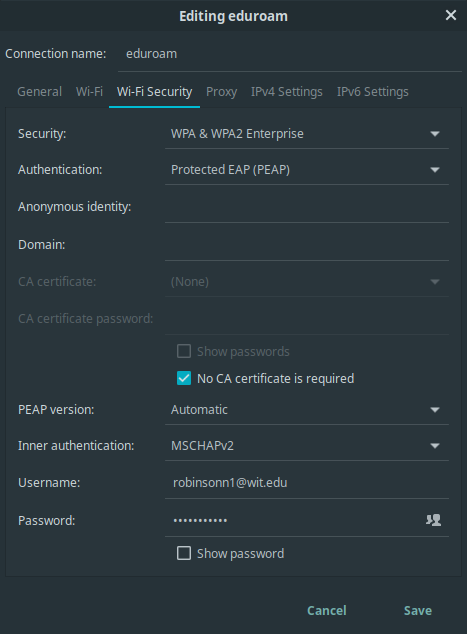 Editing eduroam
Connection name: eduroam
General Wi-Fi Wi-Fi Security Proxy IPv4 Settings IPv6 Settings
Security: WPA & WPA2 Enterprise
Authentication: Protected EAP (PEAP)
Anonymous identity:
Domain:
CA certificate: (None)
CA certificate password:
Show passwords
No CA certificate is required
PEAP version: Automatic
Inner authentication: MSCHAPv2
Username: robinsonn1@wit.edu
Password: •••••••••••
Show password
Cancel Save